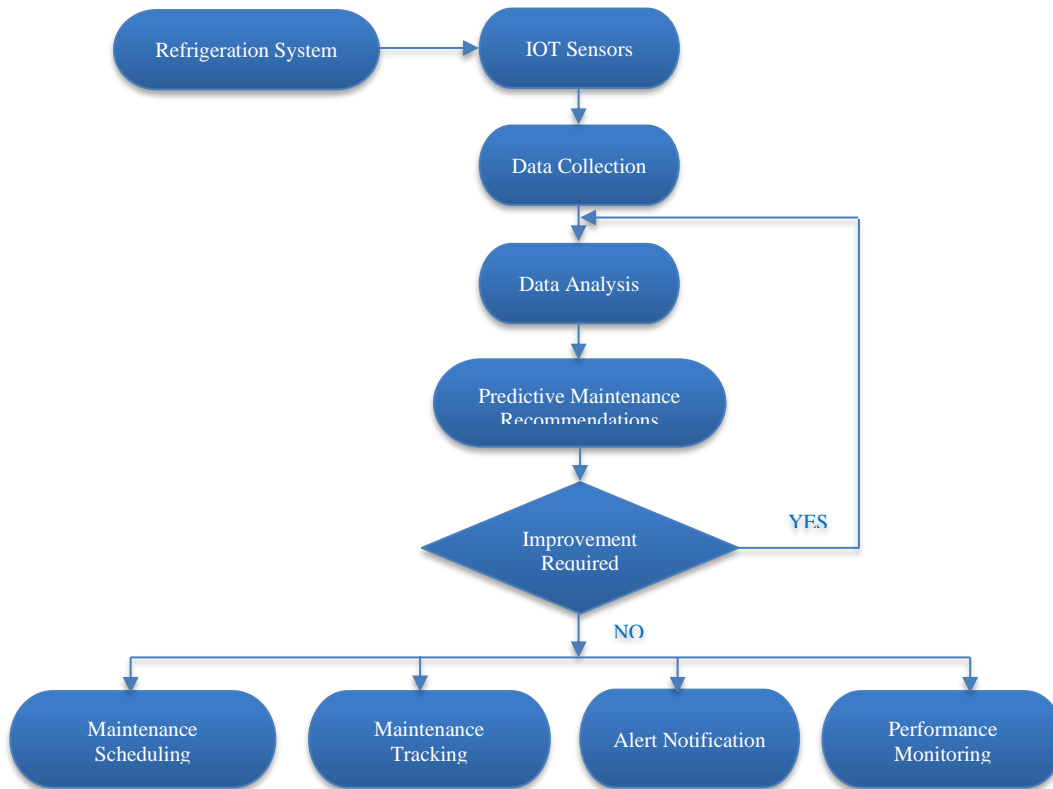 Refrigeration System
IOT Sensors
Data Collection
Data Analysis
Predictive Maintenance
Recommendations
Improvement
Required
YES
NO
Maintenance
Scheduling
Maintenance
Tracking
Alert Notification
Performance
Monitoring